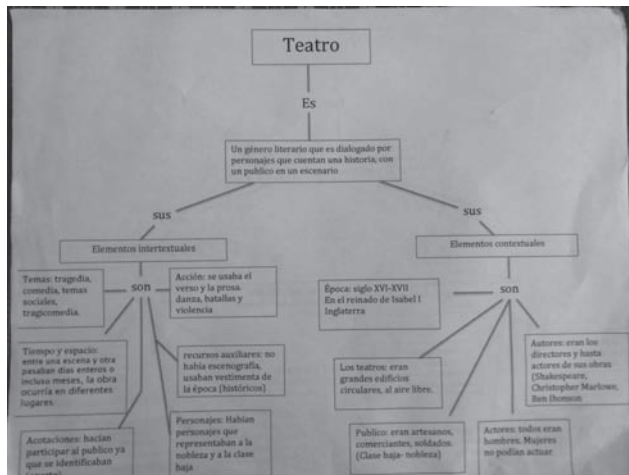 Teatro
Es
Un género literario que es dialogado por
personajes que cuentan una historia, con
un publico en un escenario
sus
sus
Elementos intertextuales
Elementos contextuales
son
son
Temas: tragedia,
comedia, temas
sociales,
tragicomedia.
Acción: se usaba el
verso y la prosa.
danza, batallas y
violencia
Tiempo y espacio:
entre una escena y otra
pasaban días enteros o
incluso meses, la obra
ocurría en diferentes
lugares
recursos auxiliares: no
había escenografía,
usaban vestimenta de
la época (históricos)
Acotaciones: hacían
participar al publico ya
que se identificaban
Personajes: Habían
personajes que
representaban a la
nobleza y a la clase
baja
Época: siglo XVI-XVII
En el reinado de Isabel I
Inglaterra
Los teatros: eran
grandes edificios
circulares, al aire libre.
Autores: eran los
directores y hasta
actores de sus obras
(Shakespeare,
Christopher Marlowe,
Ben Dhonson
Publico: eran artesanos,
comerciantes, soldados.
(Clase baja- nobleza)
Actores: todos eran
hombres. Mujeres
no podían actuar